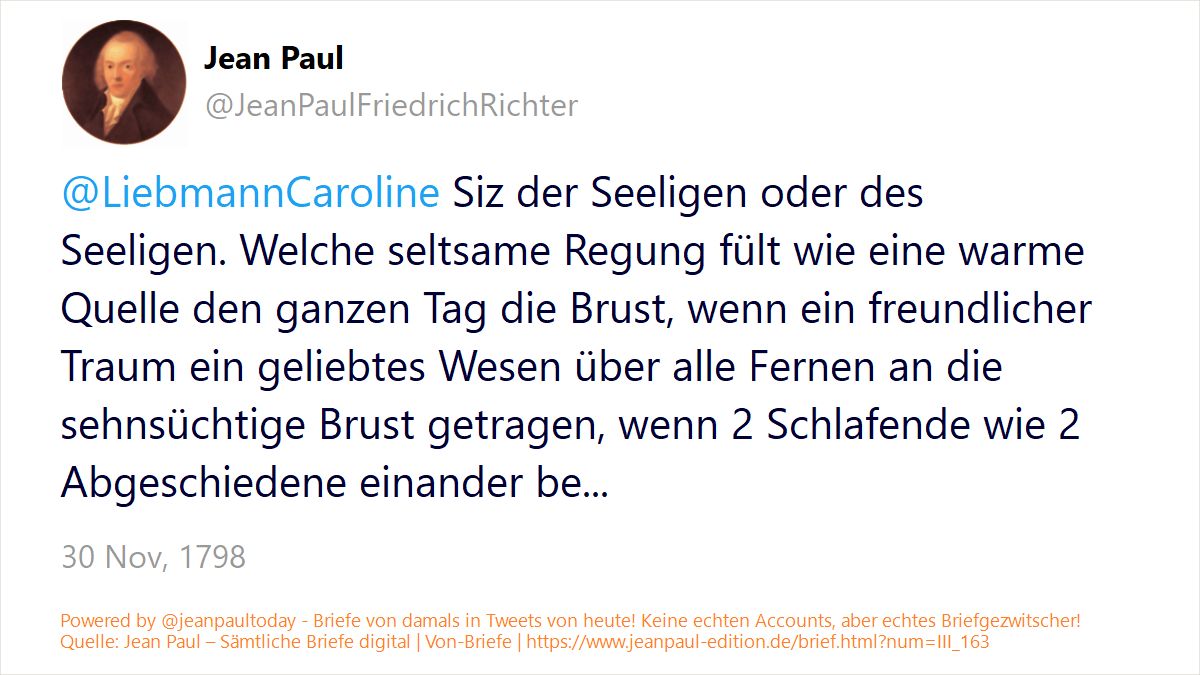 Jean Paul
@JeanPaulFriedrichRichter
@LiebmannCaroline Siz der Seeligen oder des
Seeligen. Welche seltsame Regung fült wie eine warme
Quelle den ganzen Tag die Brust, wenn ein freundlicher
Traum ein geliebtes Wesen über alle Fernen an die
sehnsüchtige Brust getragen, wenn 2 Schlafende wie 2
Abgeschiedene einander be...
30 Nov, 1798
Powered by @jeanpaultoday - Briefe von damals in Tweets von heute! Keine echten Accounts, aber echtes Briefgezwitscher!
Quelle: Jean Paul – Sämtliche Briefe digital | Von-Briefe | https://www.jeanpaul-edition.de/brief.html?num=III_163